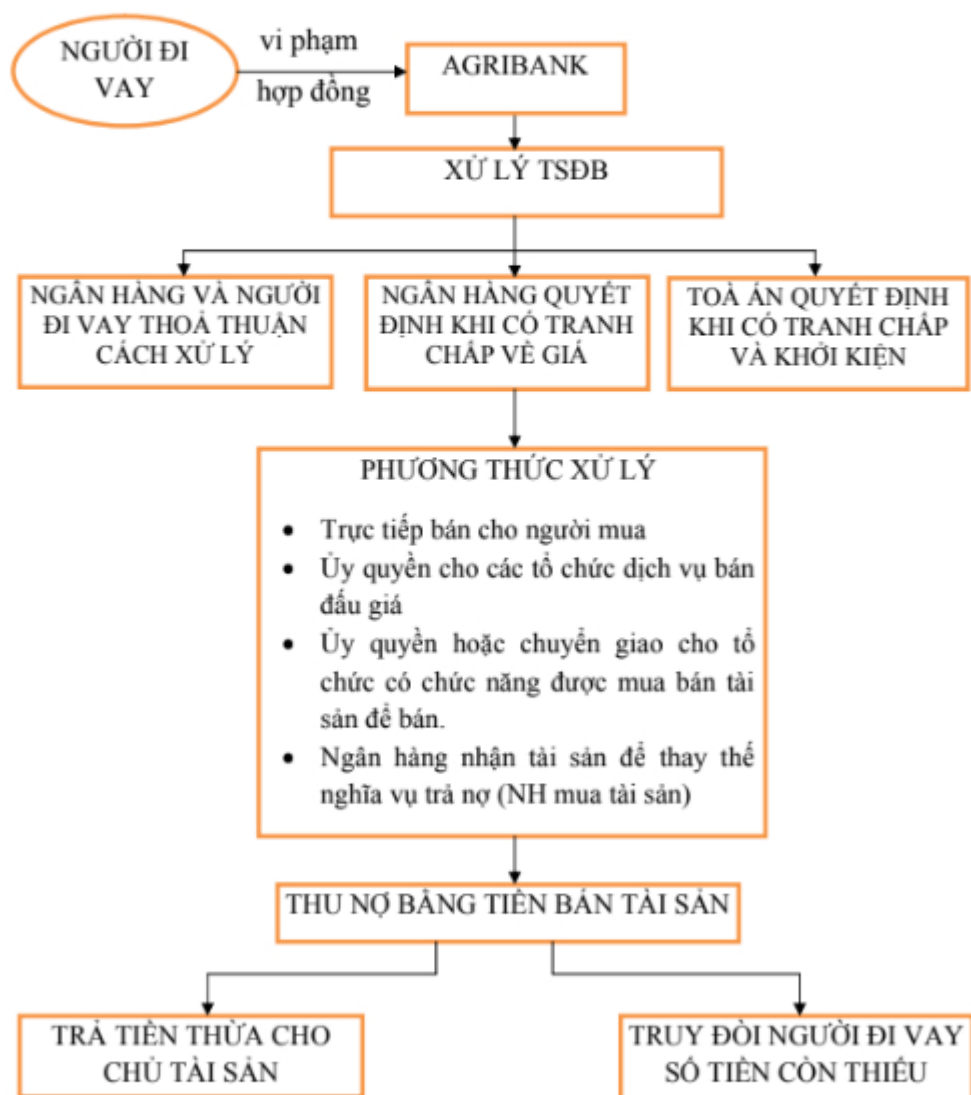 NGƯỜI ĐI
VAY
vi phạm
hợp đồng
AGRIBANK
XỬ LÝ TSĐB
NGÂN HÀNG VÀ NGƯỜI
ĐI VAY THOẢ THUẬN
CÁCH XỬ LÝ
NGÂN HÀNG QUYẾT
ĐỊNH KHI CÓ TRANH
CHẤP VỀ GIÁ
TOÀ ÁN QUYẾT ĐỊNH
KHI CÓ TRANH CHẤP
VÀ KHỞI KIỆN
PHƯƠNG THỨC XỬ LÝ
• Trực tiếp bán cho người mua
• Ủy quyền cho các tổ chức dịch vụ bán
đấu giá
• Ủy quyền hoặc chuyển giao cho tổ
chức có chức năng được mua bán tài
sản để bán.
• Ngân hàng nhận tài sản để thay thế
nghĩa vụ trả nợ (NH mua tài sản)
THU NỢ BẰNG TIỀN BÁN TÀI SẢN
TRẢ TIỀN THỪA CHO
CHỦ TÀI SẢN
TRUY ĐÒI NGƯỜI ĐI VAY
SỐ TIỀN CÒN THIẾU